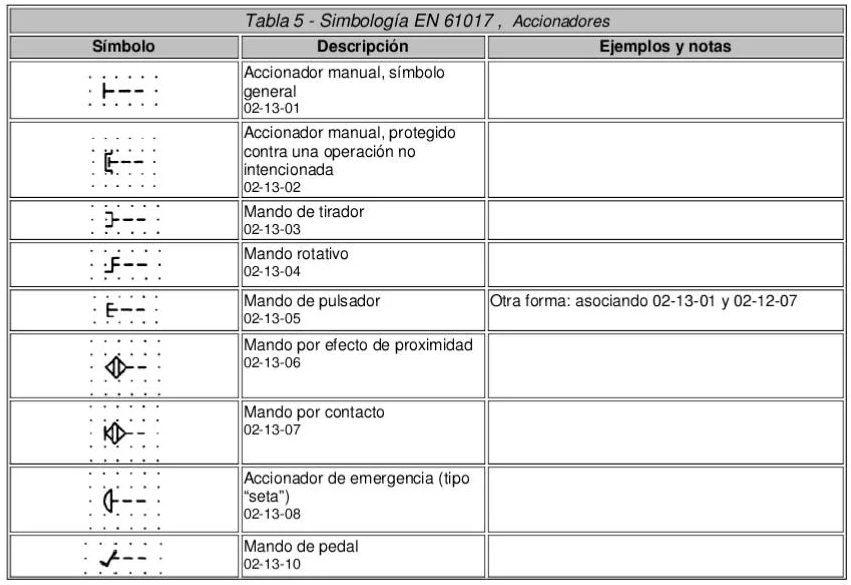 Tabla 5 - Simbología EN 61017 , Accionadores
Símbolo Descripción Ejemplos y notas
Accionador manual, símbolo
general
02-13-01
Accionador manual, protegido
contra una operación no
intencionada
02-13-02
Mando de tirador
02-13-03
Mando rotativo
02-13-04
Mando de pulsador Otra forma: asociando 02-13-01 y 02-12-07
02-13-05
Mando por efecto de proximidad
02-13-06
Mando por contacto
02-13-07
Accionador de emergencia (tipo
“seta”)
02-13-08
Mando de pedal
02-13-10